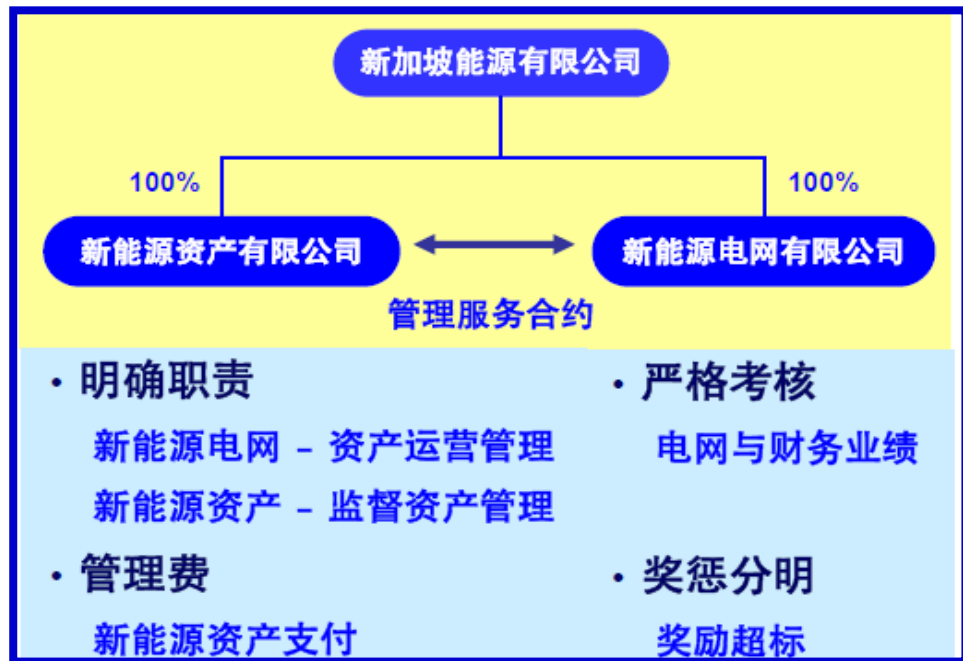 新加坡能源有限公司
100%
100%
新能源资产有限公司
新能源电网有限公司
管理服务合约
· 明确职责
新能源电网 – 资产运营管理
新能源资产 – 监督资产管理
· 管理费
新能源资产支付
· 严格考核
电网与财务业绩
· 奖惩分明
奖励超标